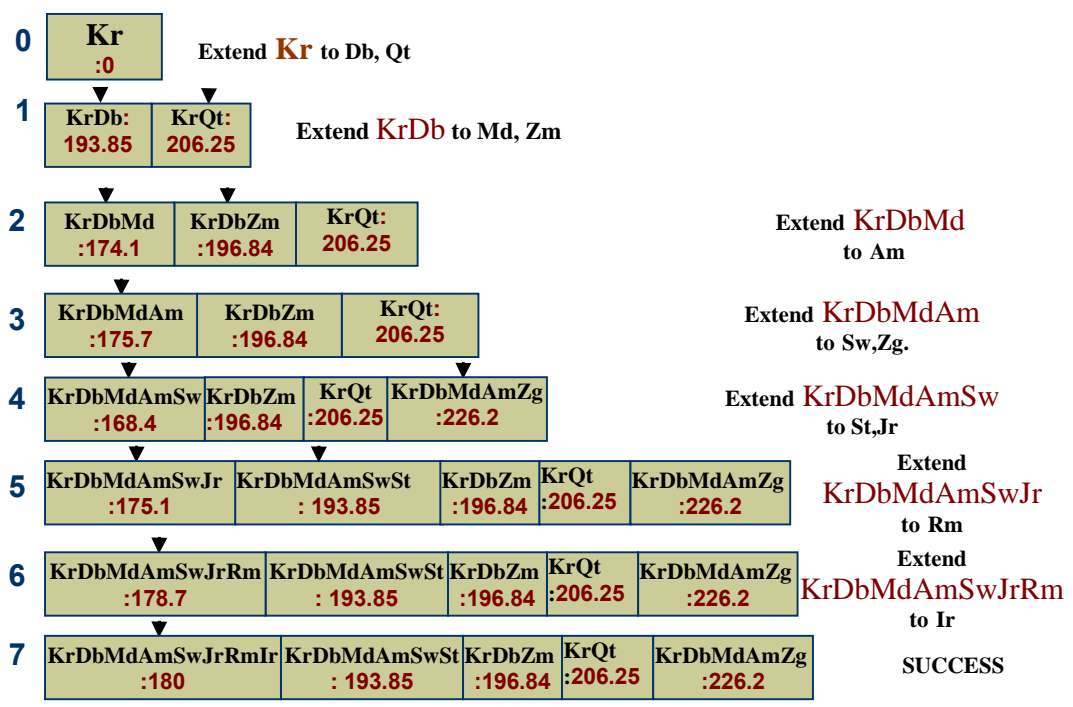 0
Kr
:0
Extend Kr to Db, Qt
1
KrDb:
193.85
KrQt:
206.25
Extend KrDb to Md, Zm
2
KrDbMd
:174.1
KrDbZm
:196.84
KrQt:
206.25
Extend KrDbMd
to Am
3
KrDbMdAm
:175.7
KrDbZm
:196.84
KrQt:
206.25
Extend KrDbMdAm
to Sw,Zg.
4
KrDbMdAmSw
:168.4
KrDbZm
:196.84
KrQt
:206.25
KrDbMdAmZg
:226.2
Extend KrDbMdAmSw
to St,Jr
5
KrDbMdAmSwJr
:175.1
KrDbMdAmSwSt
: 193.85
KrDbZm
:196.84
KrQt
:206.25
KrDbMdAmZg
:226.2
Extend
KrDbMdAmSwJr
to Rm
6
KrDbMdAmSwJrRm
:178.7
KrDbMdAmSwSt
: 193.85
KrDbZm
:196.84
KrQt
:206.25
KrDbMdAmZg
:226.2
Extend
KrDbMdAmSwJrRm
to Ir
7
KrDbMdAmSwJrRmIr
:180
KrDbMdAmSwSt
: 193.85
KrDbZm
:196.84
KrQt
:206.25
KrDbMdAmZg
:226.2
SUCCESS